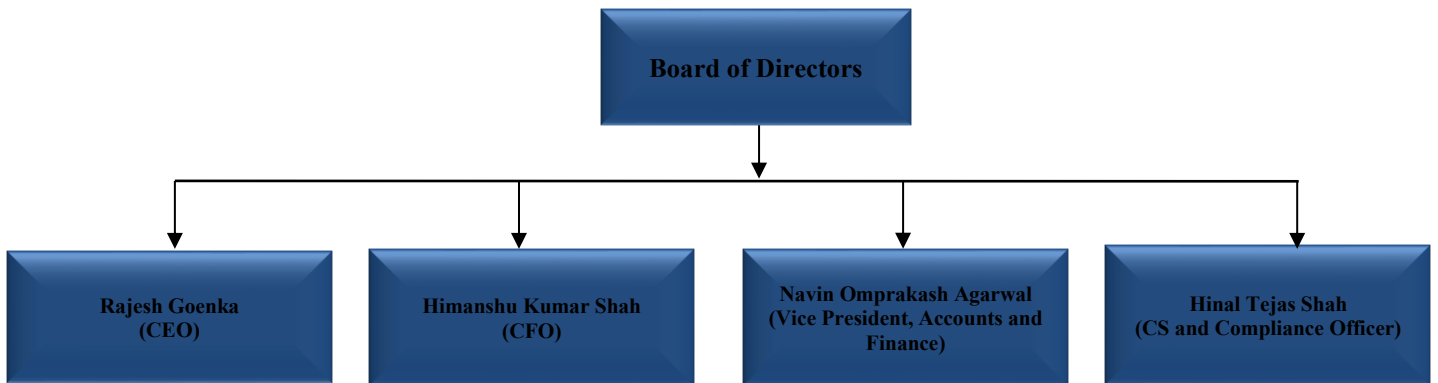 Board of Directors
Rajesh Goenka
(CEO)
Himanshu Kumar Shah
(CFO)
Navin Omprakash Agarwal
(Vice President, Accounts and
Finance)
Hinal Tejas Shah
(CS and Compliance Officer)